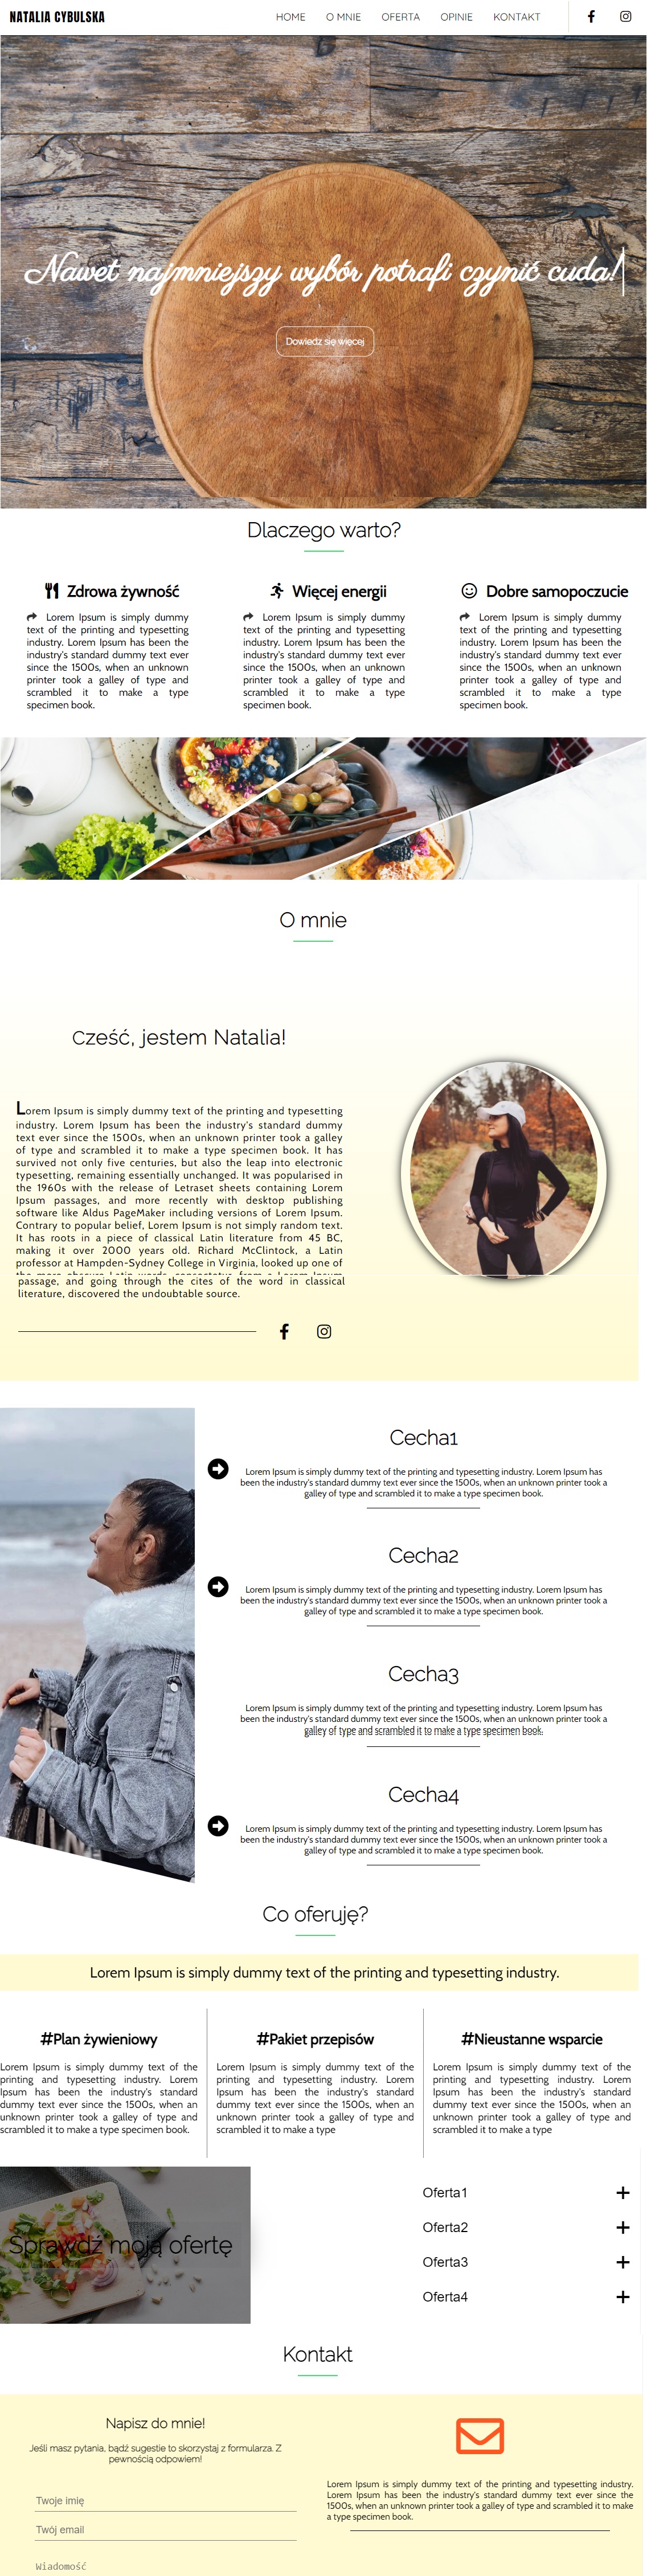 NATALIA CYBULSKA
HOME O MNIE OFERTA OPINIE KONTAKT
Nawet najmniejszy wybór potrafi czynić cuda!
Dowiedz się więcej
Dlaczego warto?
Zdrowa żywność
Lorem Ipsum is simply dummy
text of the printing and typesetting
industry. Lorem Ipsum has been the
industry's standard dummy text ever
since the 1500s, when an unknown
printer took a galley of type and
scrambled it to make a type
specimen book.
Więcej energii
Lorem Ipsum is simply dummy
text of the printing and typesetting
industry. Lorem Ipsum has been the
industry's standard dummy text ever
since the 1500s, when an unknown
printer took a galley of type and
scrambled it to make a type
specimen book.
Dobre samopoczucie
Lorem Ipsum is simply dummy
text of the printing and typesetting
industry. Lorem Ipsum has been the
industry's standard dummy text ever
since the 1500s, when an unknown
printer took a galley of type and
scrambled it to make a type
specimen book.
O mnie
Cześć, jestem Natalia!
Lorem Ipsum is simply dummy text of the printing and typesetting
industry. Lorem Ipsum has been the industry's standard dummy
text ever since the 1500s, when an unknown printer took a galley
of type and scrambled it to make a type specimen book. It has
survived not only five centuries, but also the leap into electronic
typesetting, remaining essentially unchanged. It was popularised in
the 1960s with the release of Letraset sheets containing Lorem
Ipsum passages, and more recently with desktop publishing
software like Aldus PageMaker including versions of Lorem Ipsum.
Contrary to popular belief, Lorem Ipsum is not simply random text.
It has roots in a piece of classical Latin literature from 45 BC,
making it over 2000 years old. Richard McClintock, a Latin
professor at Hampden-Sydney College in Virginia, looked up one of
passage, and going through the cites of the word in classical
literature, discovered the undoubtable source.
Cecha1
Lorem Ipsum is simply dummy text of the printing and typesetting industry. Lorem Ipsum has
been the industry's standard dummy text ever since the 1500s, when an unknown printer took a
galley of type and scrambled it to make a type specimen book.
Cecha2
Lorem Ipsum is simply dummy text of the printing and typesetting industry. Lorem Ipsum has
been the industry's standard dummy text ever since the 1500s, when an unknown printer took a
galley of type and scrambled it to make a type specimen book.
Cecha3
Lorem Ipsum is simply dummy text of the printing and typesetting industry. Lorem Ipsum has
been the industry's standard dummy text ever since the 1500s, when an unknown printer took a
galley of type and scrambled it to make a type specimen book.
Cecha4
Lorem Ipsum is simply dummy text of the printing and typesetting industry. Lorem Ipsum has
been the industry's standard dummy text ever since the 1500s, when an unknown printer took a
galley of type and scrambled it to make a type specimen book.
Co oferuję?
Lorem Ipsum is simply dummy text of the printing and typesetting industry.
#Plan żywieniowy
Lorem Ipsum is simply dummy text of the
printing and typesetting industry. Lorem
Ipsum has been the industry's standard
dummy text ever since the 1500s, when an
unknown printer took a galley of type and
scrambled it to make a type specimen book.
#Pakiet przepisów
Lorem Ipsum is simply dummy text of the
printing and typesetting industry. Lorem
Ipsum has been the industry's standard
dummy text ever since the 1500s, when an
unknown printer took a galley of type and
scrambled it to make a type
#Nieustanne wsparcie
Lorem Ipsum is simply dummy text of the
printing and typesetting industry. Lorem
Ipsum has been the industry's standard
dummy text ever since the 1500s, when an
unknown printer took a galley of type and
scrambled it to make a type
Sprawdź moją ofertę
Oferta1 +
Oferta2 +
Oferta3 +
Oferta4 +
Kontakt
Napisz do mnie!
Jeśli masz pytania, bądź sugestie to skorzystaj z formularza. Z
pewnością odpowiem!
Twoje imię
Twój email
Wiadomość
Lorem Ipsum is simply dummy text of the printing and typesetting industry.
Lorem Ipsum has been the industry's standard dummy text ever since the
1500s, when an unknown printer took a galley of type and scrambled it to make
a type specimen book.